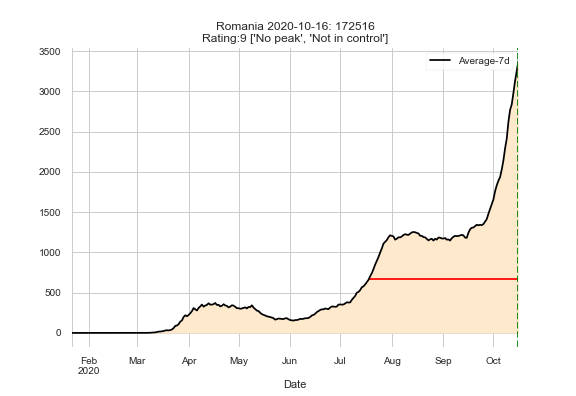 Romania 2020-10-16: 172516
Rating:9 ['No peak', 'Not in control']
Average-7d
3500
3000
2500
2000
1500
1000
500
0
Feb Mar Apr May Jun Jul Aug Sep Oct
2020
Date